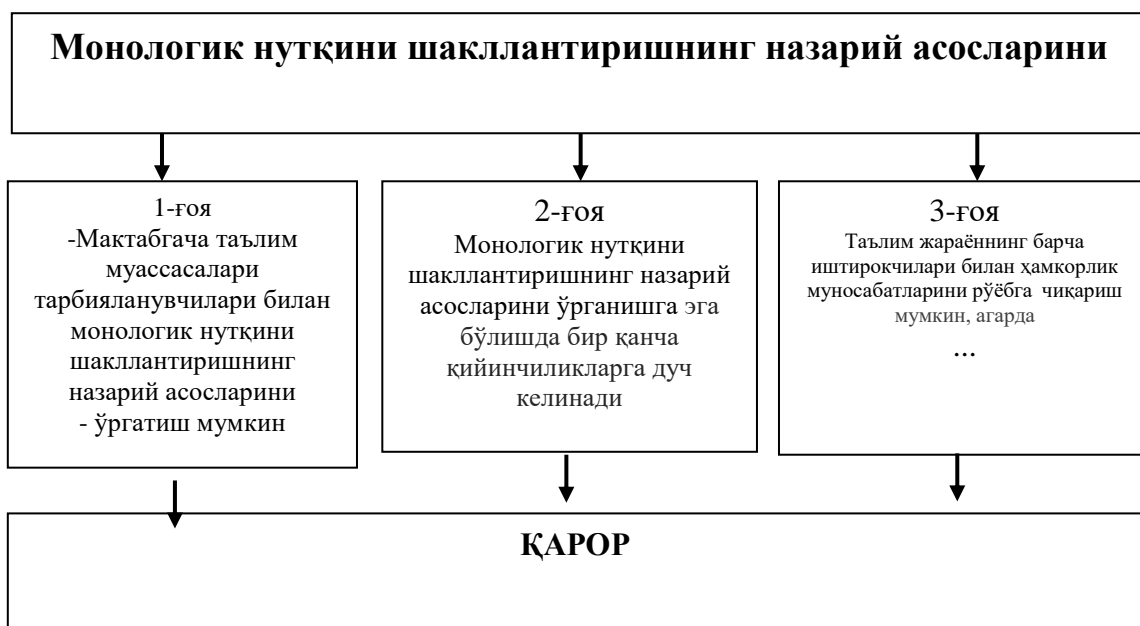 Монологик нутқини шакллантиришнинг назарий асосларини
1-ғоя
-Мактабгача таълим
муассасалари
тарбияланувчилари билан
монологик нутқини
шакллантиришнинг
назарий асосларини
- ўргатиш мумкин
2-ғоя
Монологик нутқини
шакллантиришнинг назарий
асосларини ўрганишга эга
бўлишда бир қанча
қийинчиликларга дуч
келинади
3-ғоя
Таълим жараённинг барча
иштирокчилари билан ҳамкорлик
муносабатларини рўёбга чиқариш
мумкин, агарда
...
ҚАРОР